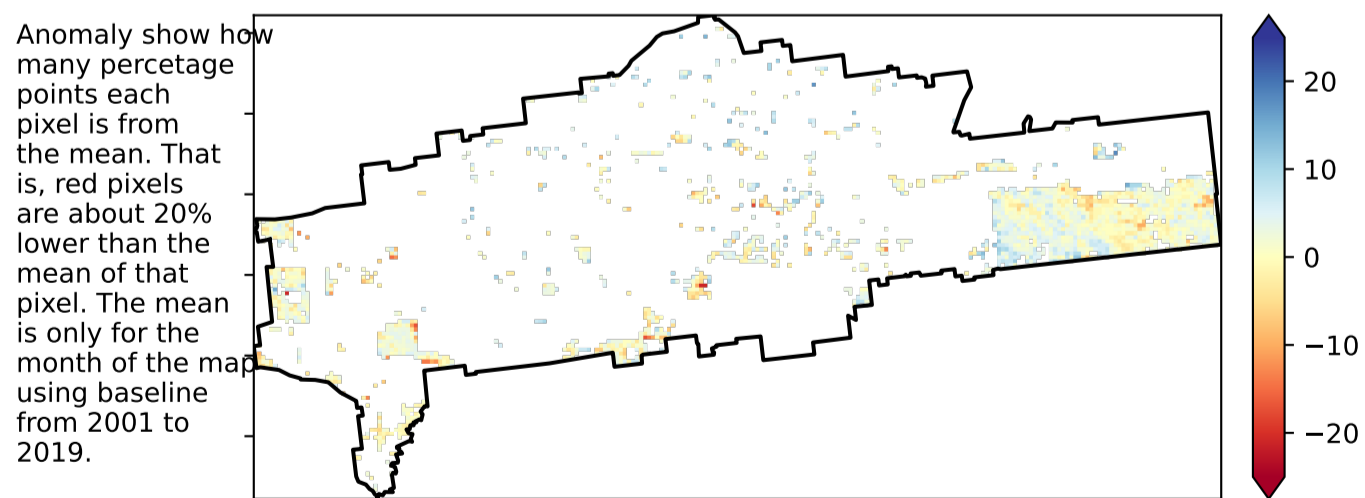 Anomaly show how
many percetage
points each
pixel is from
the mean. That
is, red pixels
are about 20%
lower than the
mean of that
pixel. The mean
is only for the
month of the map
using baseline
from 2001 to
2019.
20
10
0
−10
−20